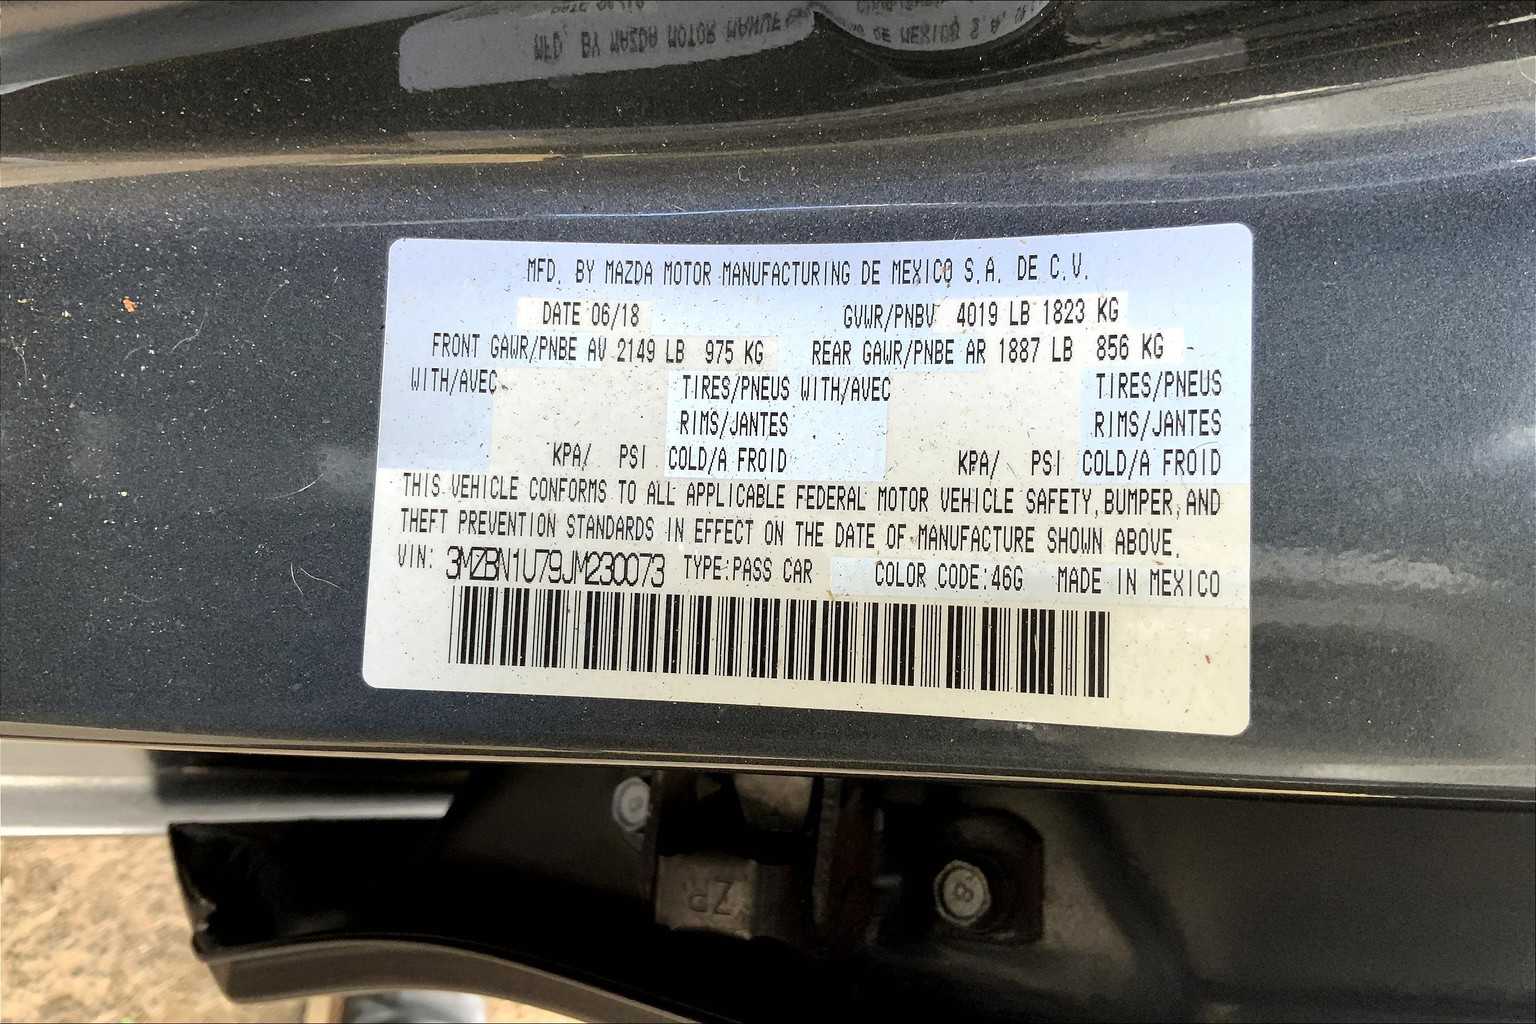 MFD. BY MAZDA MOTOR MANUFACTURING DE MEXICO S.A. DE C.V.
DATE 06/18 GVWR/PNBV 4019 LB 1823 KG
FRONT GAWR/PNBE AV 2149 LB 975 KG REAR GAWR/PNBE AR 1887 LB 856 KG
WITH/AVEC TIRES/PNEUS WITH/AVEC TIRES/PNEUS
RIMS/JANTES RIMS/JANTES
KPA/ PSI COLD/A FROID KPA/ PSI COLD/A FROID
THIS VEHICLE CONFORMS TO ALL APPLICABLE FEDERAL MOTOR VEHICLE SAFETY, BUMPER, AND
THEFT PREVENTION STANDARDS IN EFFECT ON THE DATE OF MANUFACTURE SHOWN ABOVE.
VIN: 3MZBN1U79JM230073 TYPE:PASS CAR COLOR CODE:46G MADE IN MEXICO
8